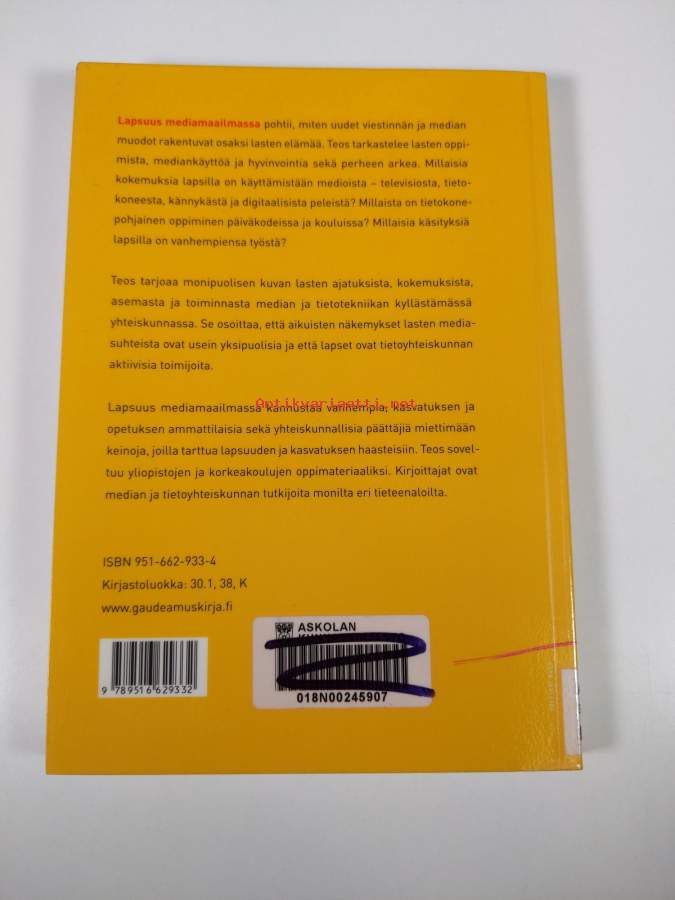 Lapsuus mediamaailmassa pohtii, miten uudet viestinnän ja median
muodot rakentuvat osaksi lasten elämää. Teos tarkastelee lasten oppi-
mista, mediankäyttöä ja hyvinvointia sekä perheen arkea. Millaisia
kokemuksia lapsilla on käyttämistään medioista – televisiosta, tieto-
koneesta, kännykästä ja digitaalisista peleistä? Millaista on tietokone-
pohjainen oppiminen päiväkodeissa ja kouluissa? Millaisia käsityksiä
lapsilla on vanhempiensa työstä?
Teos tarjoaa monipuolisen kuvan lasten ajatuksista, kokemuksista,
asemasta ja toiminnasta median ja tietotekniikan kyllästämässä
yhteiskunnassa. Se osoittaa, että aikuisten näkemykset lasten media-
suhteista ovat usein yksipuolisia ja että lapset ovat tietoyhteiskunnan
aktiivisia toimijoita.
Antikvariaatti.net
Lapsuus mediamaailmassa kannustaa vanhempia, kasvatuksen ja
opetuksen ammattilaisia sekä yhteiskunnallisia päättäjiä miettimään
keinoja, joilla tarttua lapsuuden ja kasvatuksen haasteisiin. Teos sovel-
tuu yliopistojen ja korkeakoulujen oppimateriaaliksi. Kirjoittajat ovat
median ja tietoyhteiskunnan tutkijoita monilta eri tieteenaloilta.
ISBN 951-662-933-4
Kirjastoluokka: 30.1, 38, K
www.gaudeamuskirja.fi
9 789516 629332
ASKOLAN
018N00245907